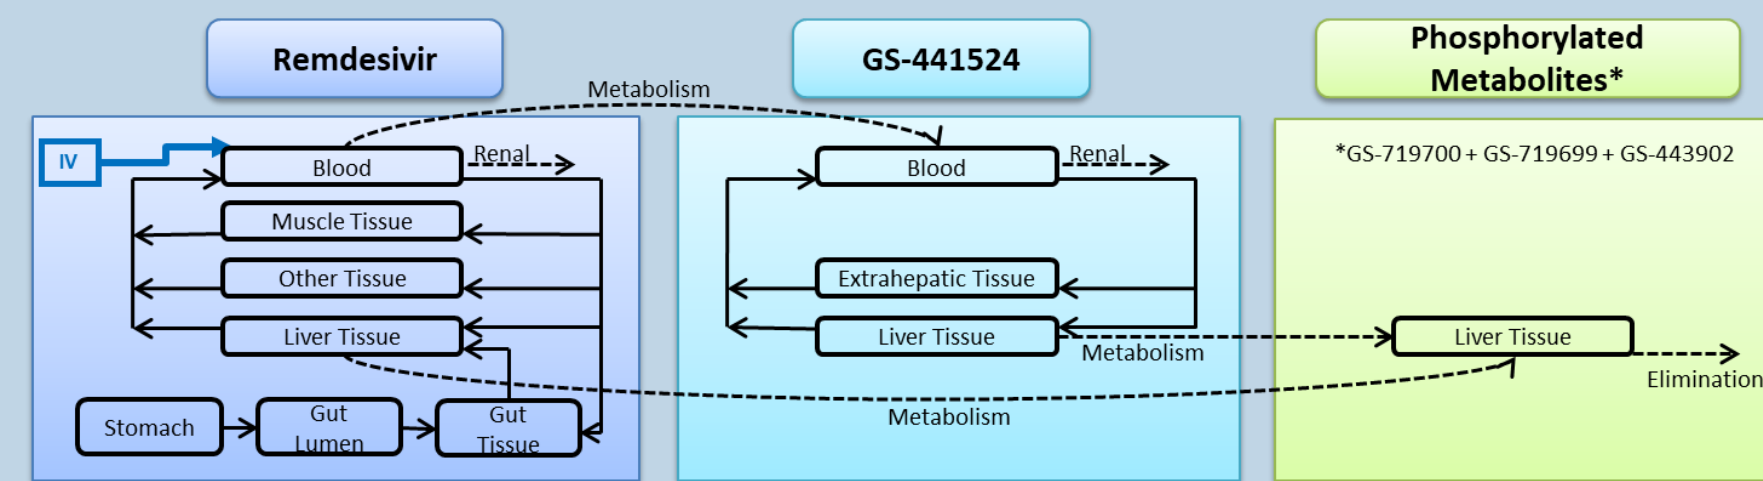 Remdesivir
GS-441524
Phosphorylated
Metabolites*
Metabolism
IV
Blood
Renal
Muscle Tissue
Other Tissue
Liver Tissue
Stomach
Gut
Lumen
Gut
Tissue
Blood
Renal
Extrahepatic Tissue
Liver Tissue
Metabolism
Metabolism
*GS-719700 + GS-719699 + GS-443902
Liver Tissue
Elimination